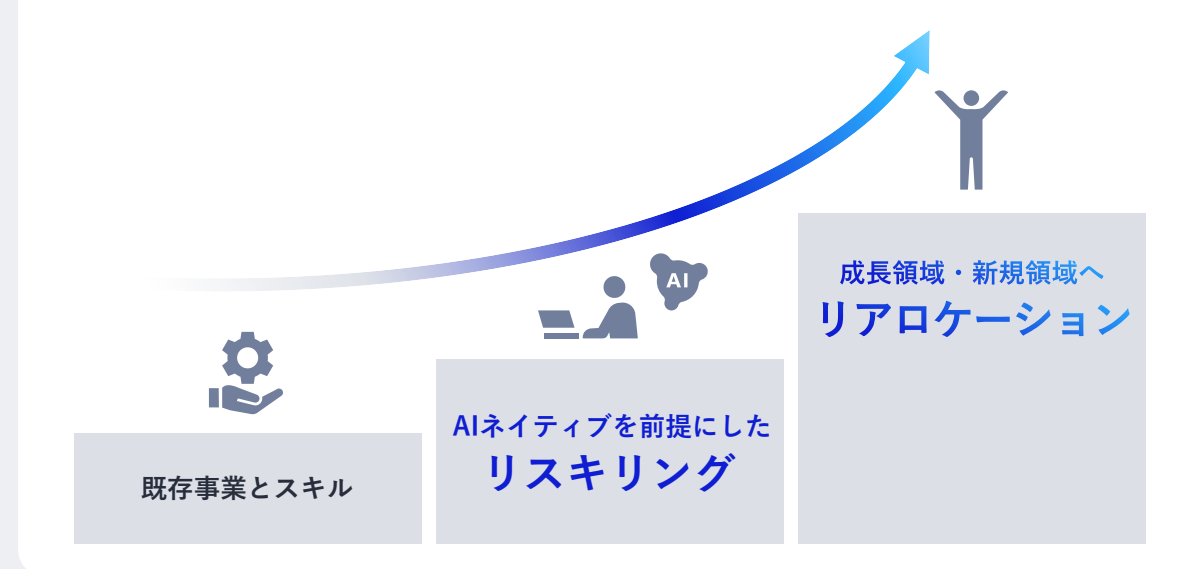 AI
成長領域・新規領域へ
リアロケーション
AIネイティブを前提にした
リスキリング
既存事業とスキル